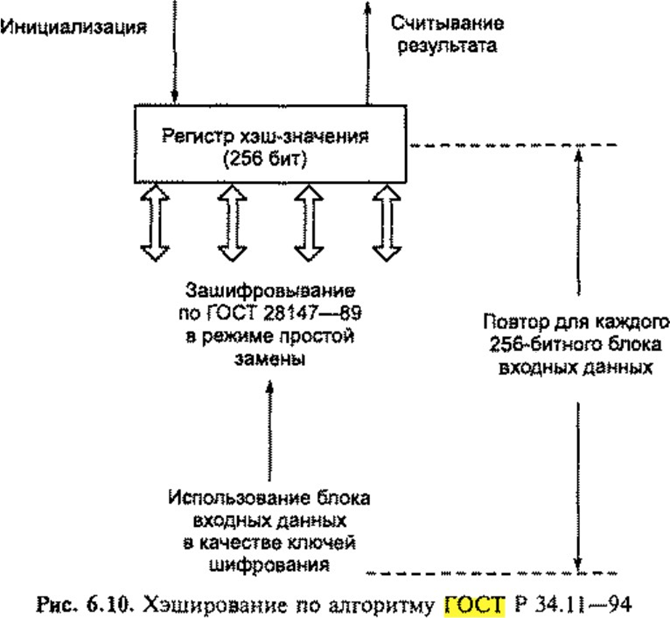 Инициализация
Считывание
результата
Регистр хэш-значения
(256 бит)
Зашифровывание
по ГОСТ 28147—89
в режиме простой
замены
Повтор для каждого
256-битного блока
входных данных
Использование блока
входных данных
в качестве ключей
шифрования
Рис. 6.10. Хэширование по алгоритму ГОСТ Р 34.11—94